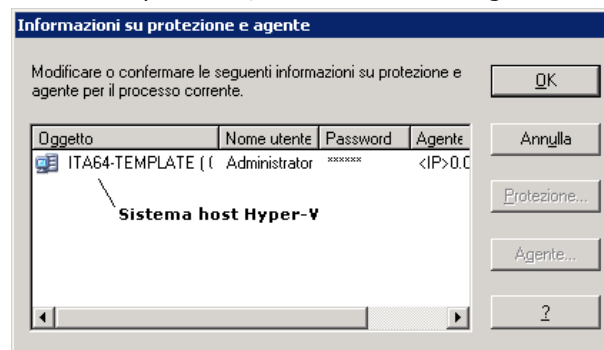 Informazioni su protezione e agente
Modificare o confermare le seguenti informazioni su protezione e
agente per il processo corrente.
OK
Oggetto Nome utente Password Agente
Annulla
ITA64-TEMPLATE ( ( Administrator ****** <IP>0.0
Sistema host Hyper-V
Protezione...
Agente...
?